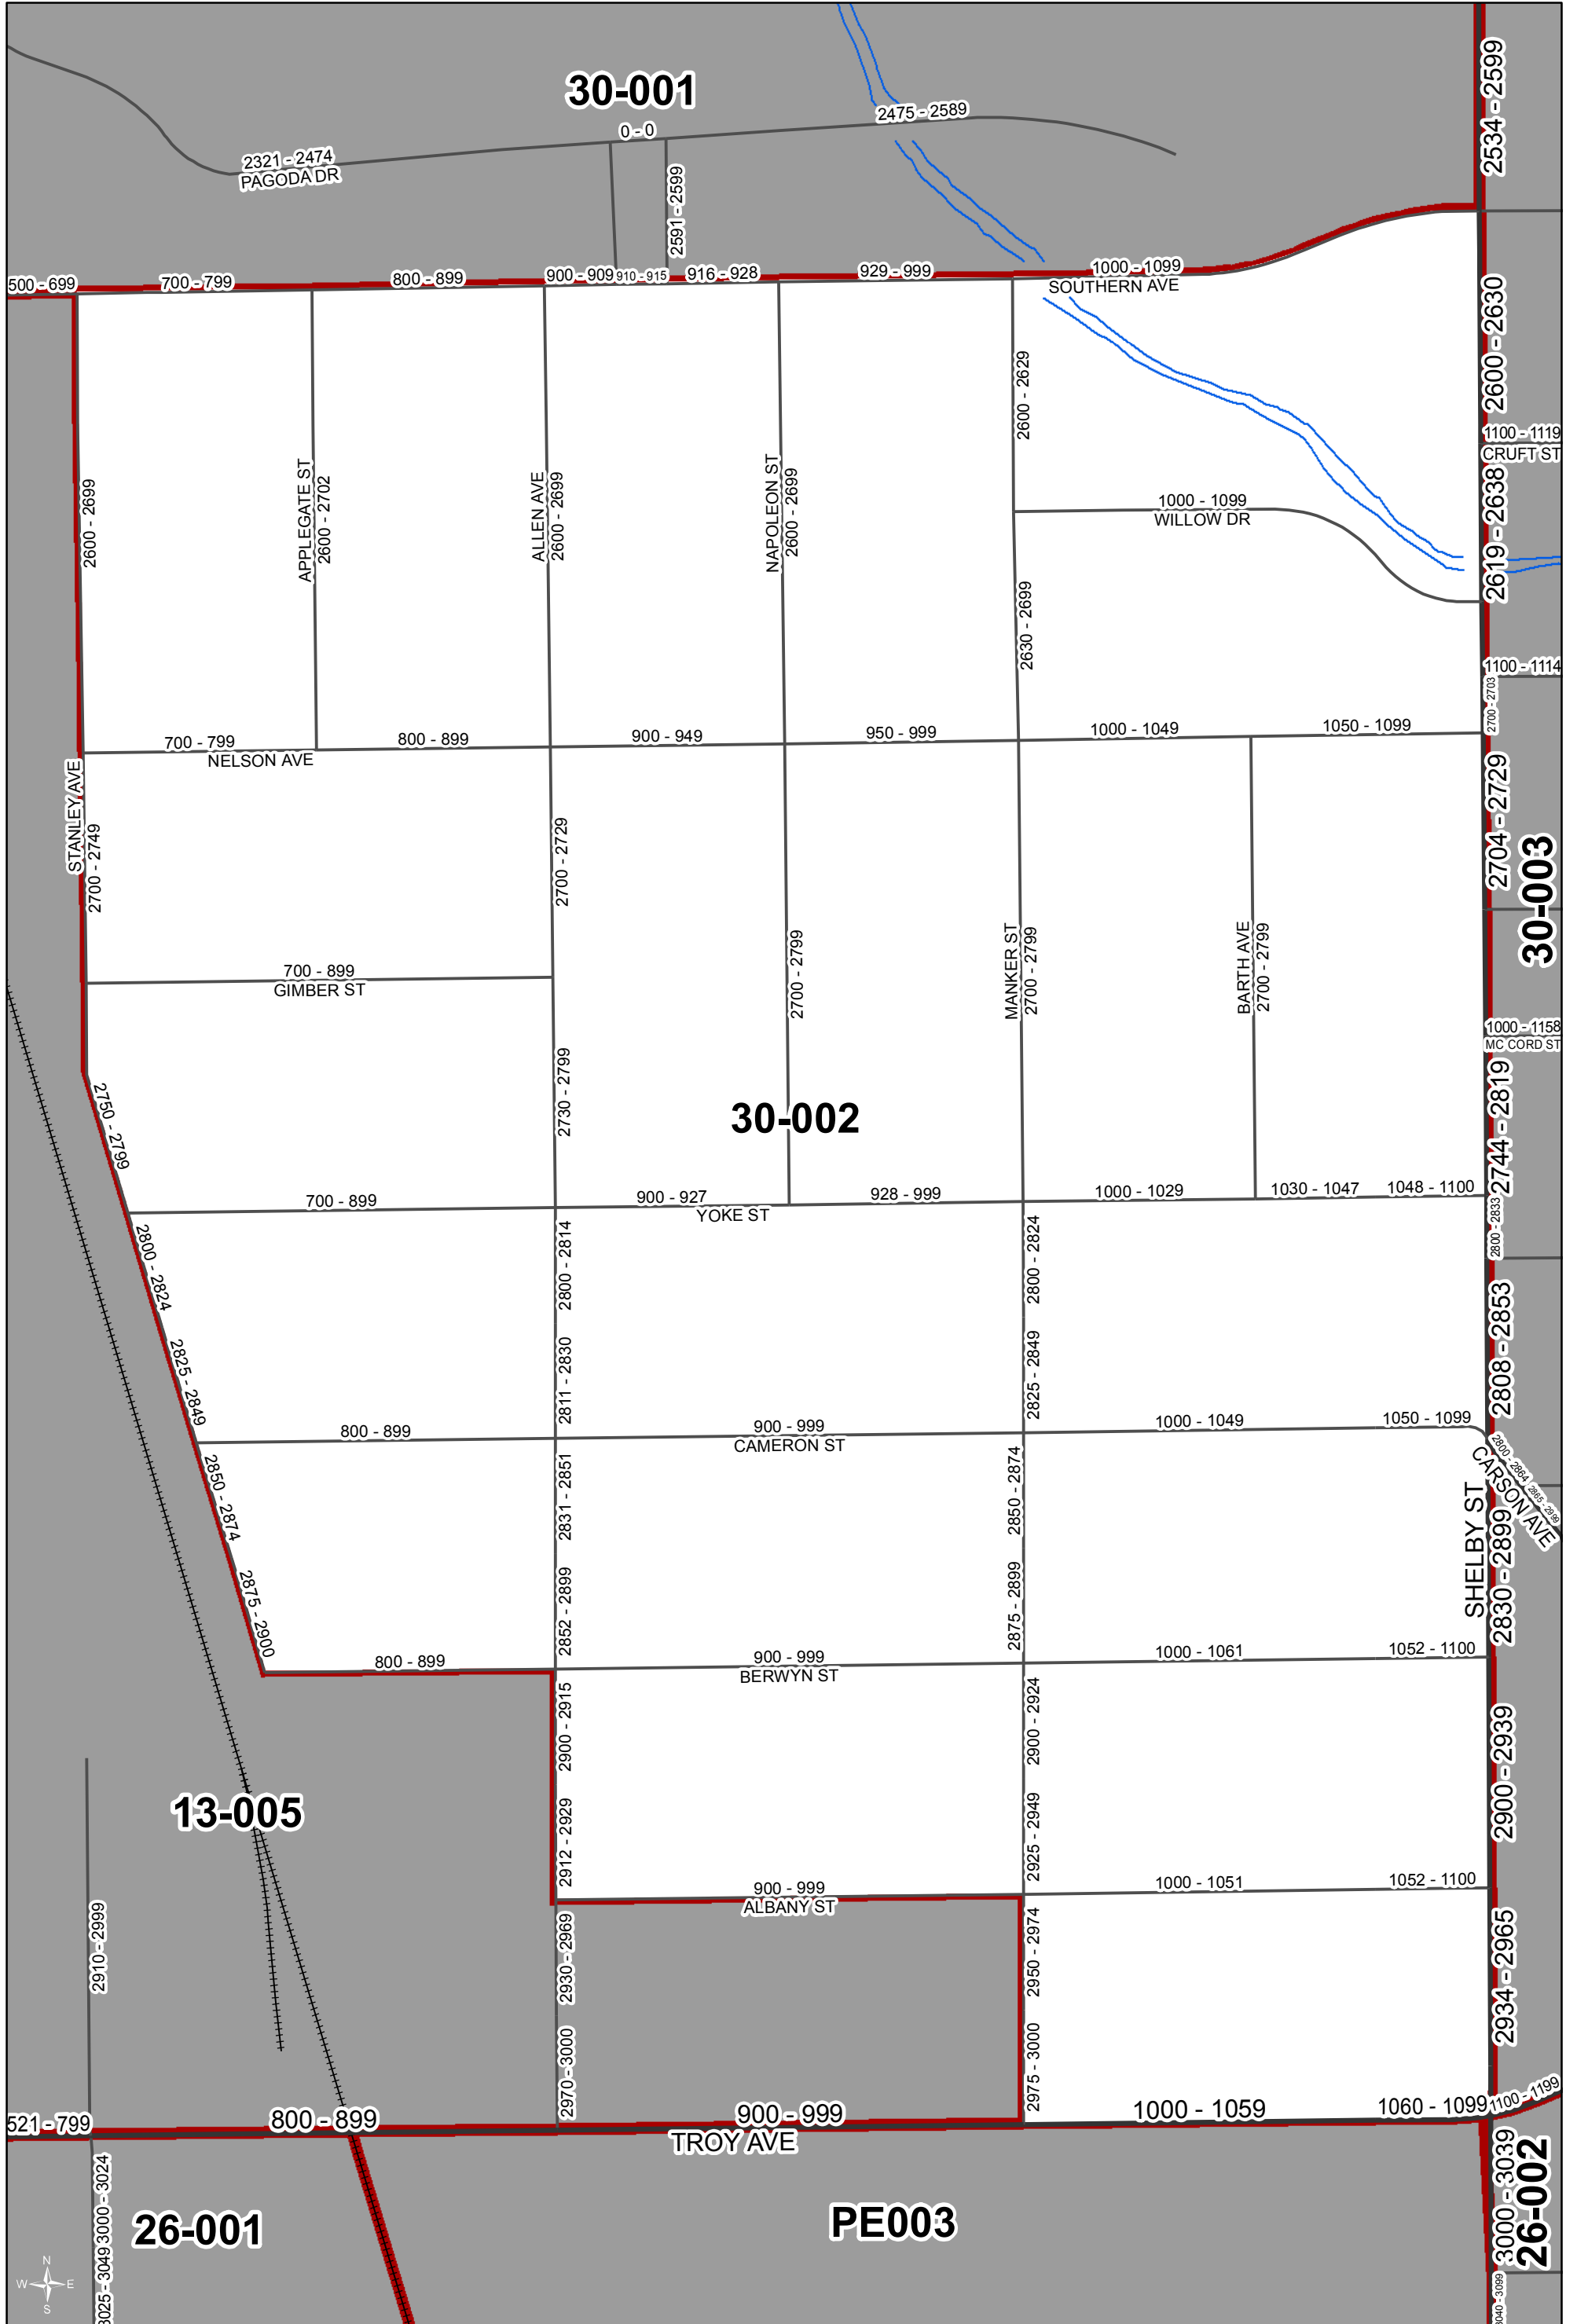 30-001
2534 - 2599
2475 - 2589
0 - 0
2321 - 2474
PAGODA DR
2591 - 2599
500 - 699
700 - 799
800 - 899
900 - 909
910 - 915
916 - 928
929 - 999
1000 - 1099
SOUTHERN AVE
2600 - 2630
2600 - 2629
1100 - 1119
CRUFT ST
2600 - 2699
APPLEGATE ST
2600 - 2702
ALLEN AVE
2600 - 2699
NAPOLEON ST
2600 - 2699
1000 - 1099
WILLOW DR
2619 - 2638
2630 - 2699
1100 - 1114
2700 - 2703
700 - 799
NELSON AVE
800 - 899
900 - 949
950 - 999
1000 - 1049
1050 - 1099
STANLEY AVE
2700 - 2749
2700 - 2729
2704 - 2729
30-003
2700 - 2799
MANKER ST
2700 - 2799
BARTH AVE
2700 - 2799
700 - 899
GIMBER ST
1000 - 1158
MC CORD ST
2750 - 2799
2730 - 2799
30-002
2744 - 2819
700 - 899
900 - 927
YOKE ST
928 - 999
1000 - 1029
1030 - 1047
1048 - 1100
2800 - 2833
2800 - 2824
2800 - 2814
2800 - 2824
2825 - 2849
2811 - 2830
2825 - 2849
2808 - 2853
800 - 899
900 - 999
CAMERON ST
1000 - 1049
1050 - 1099
2800 - 2864
2865 - 2999
CARSON AVE
2850 - 2874
2831 - 2851
2850 - 2874
SHELBY ST
2830 - 2899
2875 - 2900
2852 - 2899
2875 - 2899
800 - 899
900 - 999
BERWYN ST
1000 - 1061
1052 - 1100
2900 - 2915
2900 - 2924
2900 - 2939
13-005
2912 - 2929
2925 - 2949
900 - 999
ALBANY ST
1000 - 1051
1052 - 1100
2910 - 2999
2930 - 2969
2950 - 2974
2934 - 2965
2970 - 3000
2975 - 3000
521 - 799
800 - 899
900 - 999
TROY AVE
1000 - 1059
1060 - 1099
1100 - 1199
3000 - 3024
26-001
PE003
3000 - 3039
26-002
3025 - 3049
3040 - 3099
N
W E
S